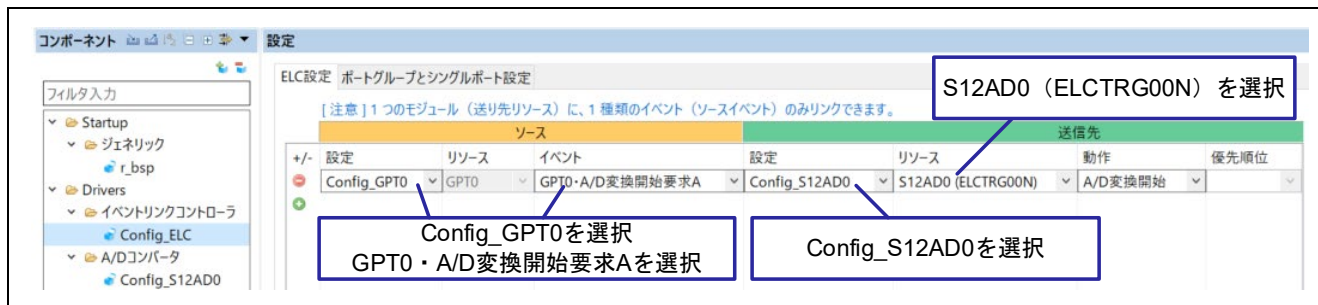 コンポーネント
設定
フィルタ入力
Startup
ジェネリック
r_bsp
Drivers
イベントリンクコントローラ
Config_ELC
A/Dコンバータ
Config_S12AD0
ELC設定 ポートグループとシングルポート設定
[注意] 1 つのモジュール（送り先リソース）に、1 種類のイベント（ソースイベント）のみリンクできます。
ソース 送信先
+/- 設定 リソース イベント 設定 リソース 動作 優先順位
Config_GPT0 GPT0 GPT0・A/D変換開始要求A Config_S12AD0 S12AD0 (ELCTRG00N) A/D変換開始
S12AD0（ELCTRG00N）を選択
Config_GPT0を選択
GPT0・A/D変換開始要求Aを選択
Config_S12AD0を選択